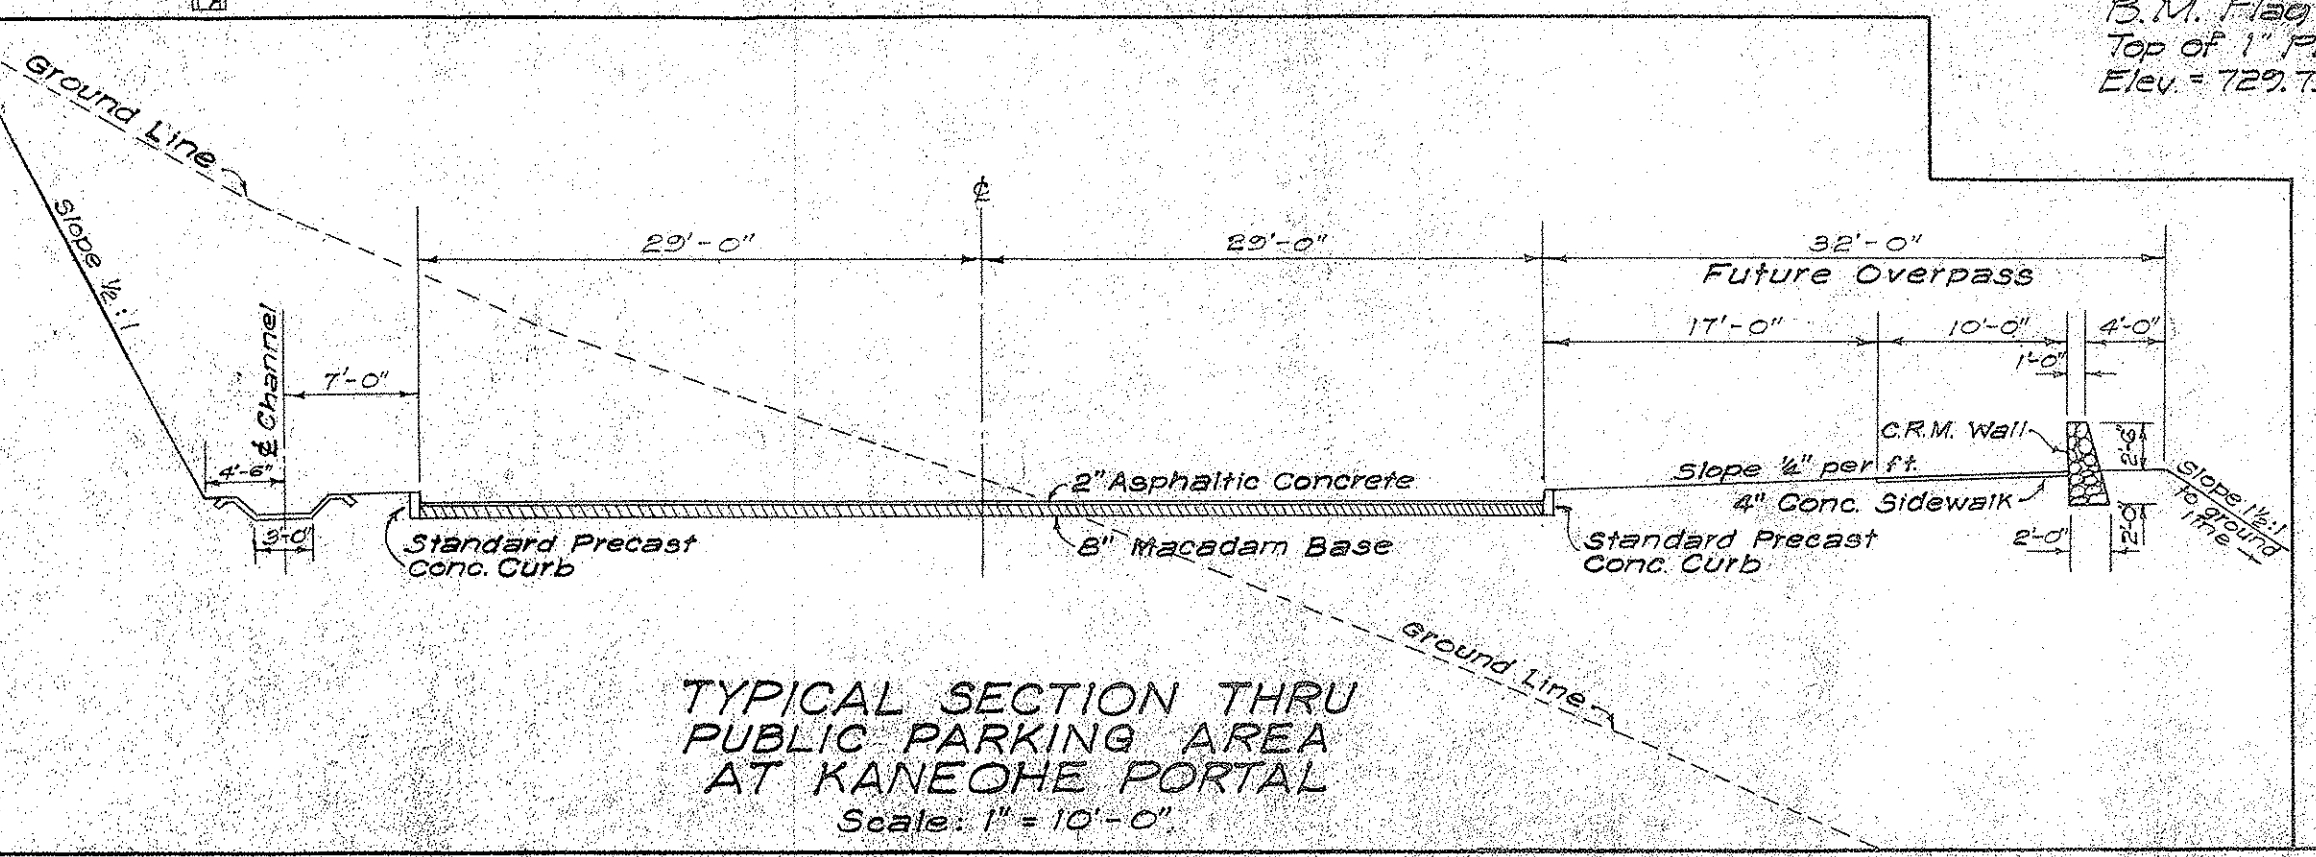 B.M. Flag
Top of 1"
Elev. = 729.7
Ground Line
Slope ½:1
℄ Channel
7'-0"
4'-6"
3'-0"
29'-0"
℄
29'-0"
32'-0"
Future Overpass
17'-0"
10'-0"
4'-0"
1'-0"
C.R.M. Wall
2'-6"
Slope ¼" per ft.
4" Conc. Sidewalk
2" Asphaltic Concrete
8" Macadam Base
Standard Precast
Conc. Curb
Standard Precast
Conc. Curb
2'-0"
2'-0"
Slope 1½:1
to ground
line
Ground Line
TYPICAL SECTION THRU
PUBLIC PARKING AREA
AT KANEOHE PORTAL
Scale: 1" = 10'-0"